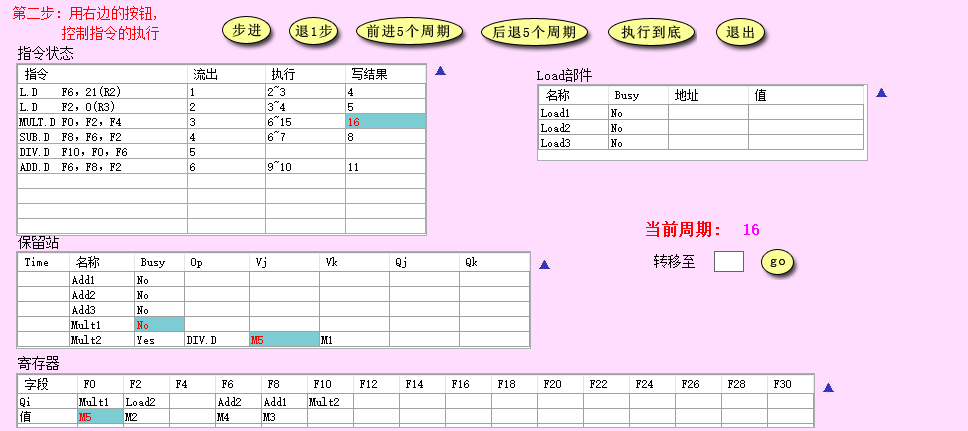 第二步：用右边的按钮，
控制指令的执行
步进 退1步 前进5个周期 后退5个周期 执行到底 退出
指令状态
指令 流出 执行 写结果
L.D F6，21(R2) 1 2~3 4
L.D F2，0(R3) 2 3~4 5
MULT.D F0，F2，F4 3 6~15 16
SUB.D F8，F6，F2 4 6~7 8
DIV.D F10，F0，F6 5
ADD.D F6，F8，F2 6 9~10 11
Load部件
名称 Busy 地址 值
Load1 No
Load2 No
Load3 No
当前周期： 16
转移至 go
保留站
Time 名称 Busy Op Vj Vk Qj Qk
Add1 No
Add2 No
Add3 No
Mult1 No
Mult2 Yes DIV.D M5 M1
寄存器
字段 F0 F2 F4 F6 F8 F10 F12 F14 F16 F18 F20 F22 F24 F26 F28 F30
Qi Mult1 Load2 Add2 Add1 Mult2
值 M5 M2 M4 M3